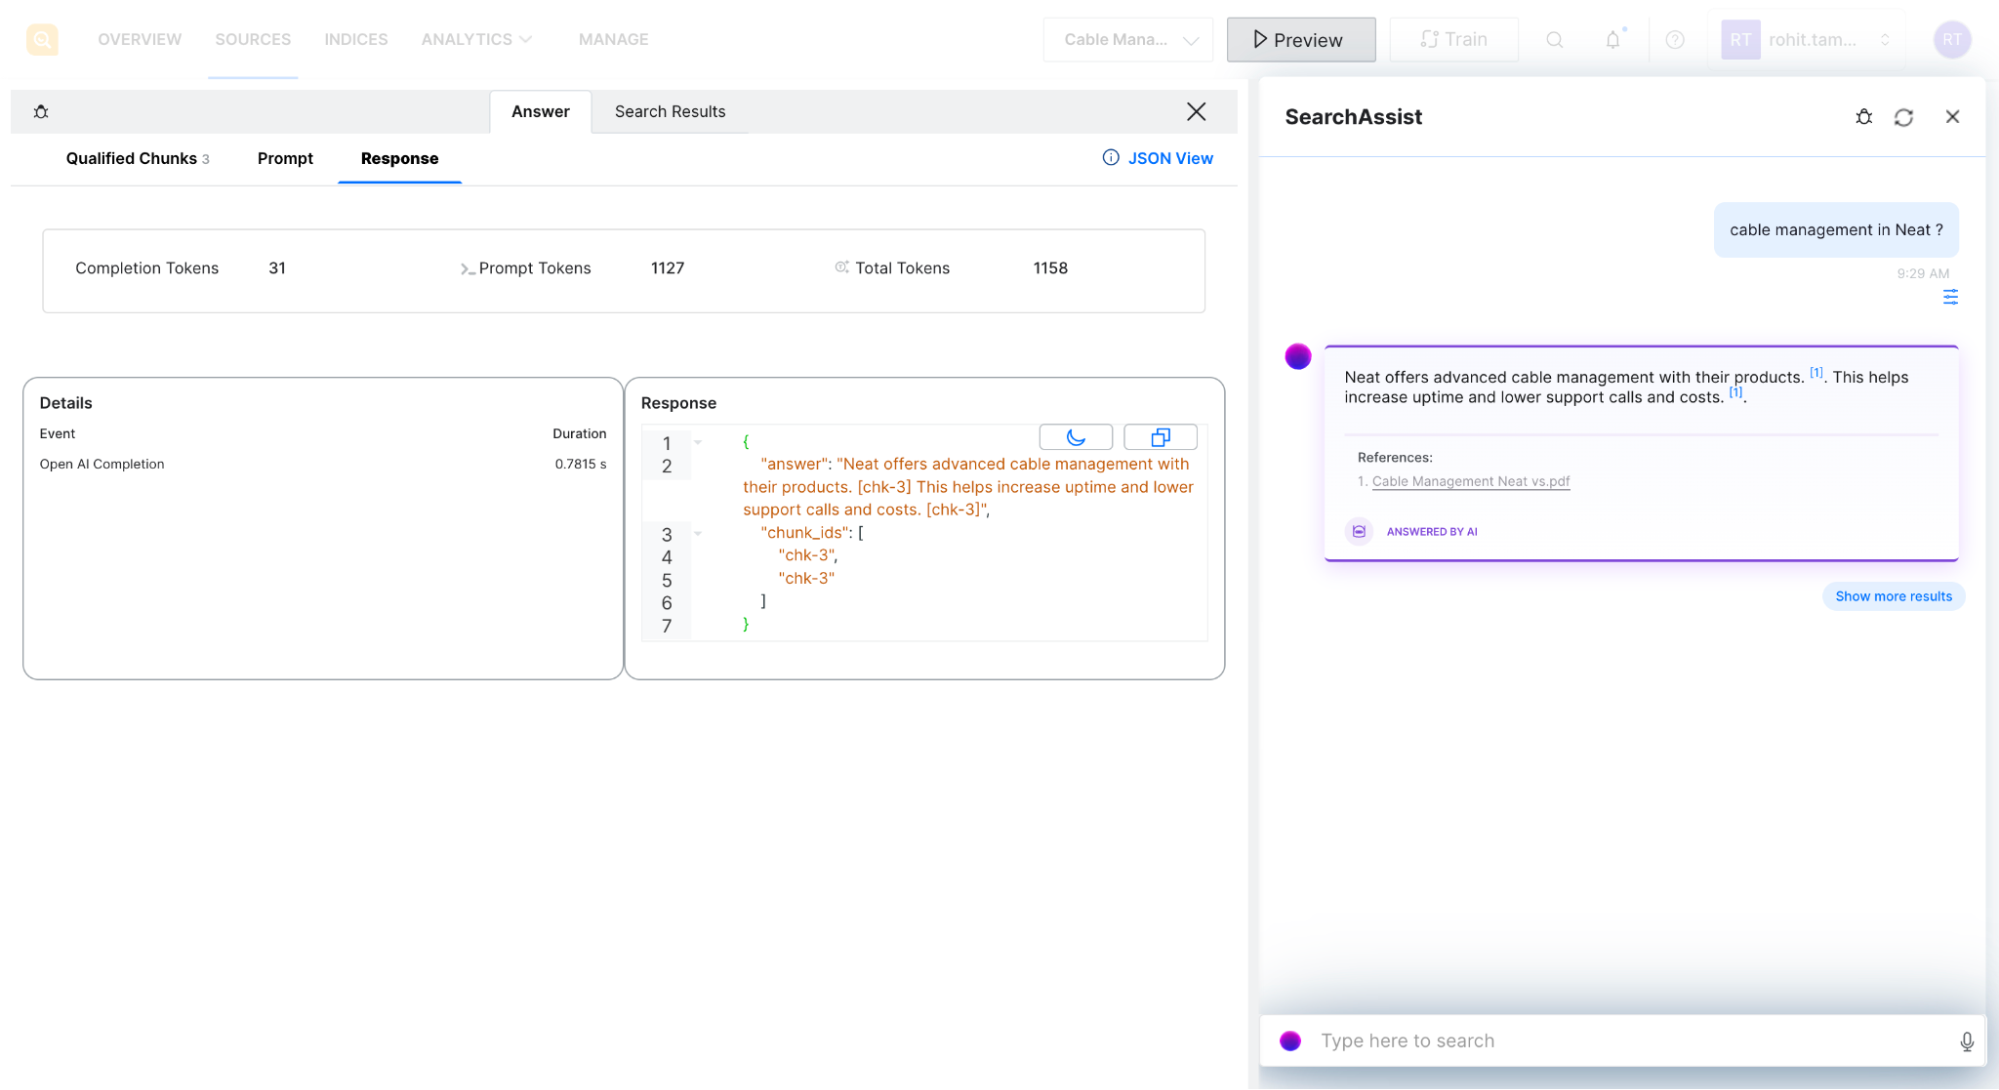 OVERVIEW SOURCES INDICES ANALYTICS MANAGE Cable Mana... Preview Train RT rohit.tam... RT
Answer Search Results
Qualified Chunks 3 Prompt Response JSON View
Completion Tokens 31 Prompt Tokens 1127 Total Tokens 1158
Details
Event Duration
Open AI Completion 0.7815 s
Response
1 {
2 "answer": "Neat offers advanced cable management with
their products. [chk-3] This helps increase uptime and lower
support calls and costs. [chk-3]",
3 "chunk_ids": [
4 "chk-3",
5 "chk-3"
6 ]
7 }
SearchAssist
cable management in Neat ?
9:29 AM
Neat offers advanced cable management with their products. [1]. This helps
increase uptime and lower support calls and costs. [1].
References:
1. Cable Management Neat vs.pdf
ANSWERED BY AI
Show more results
Type here to search